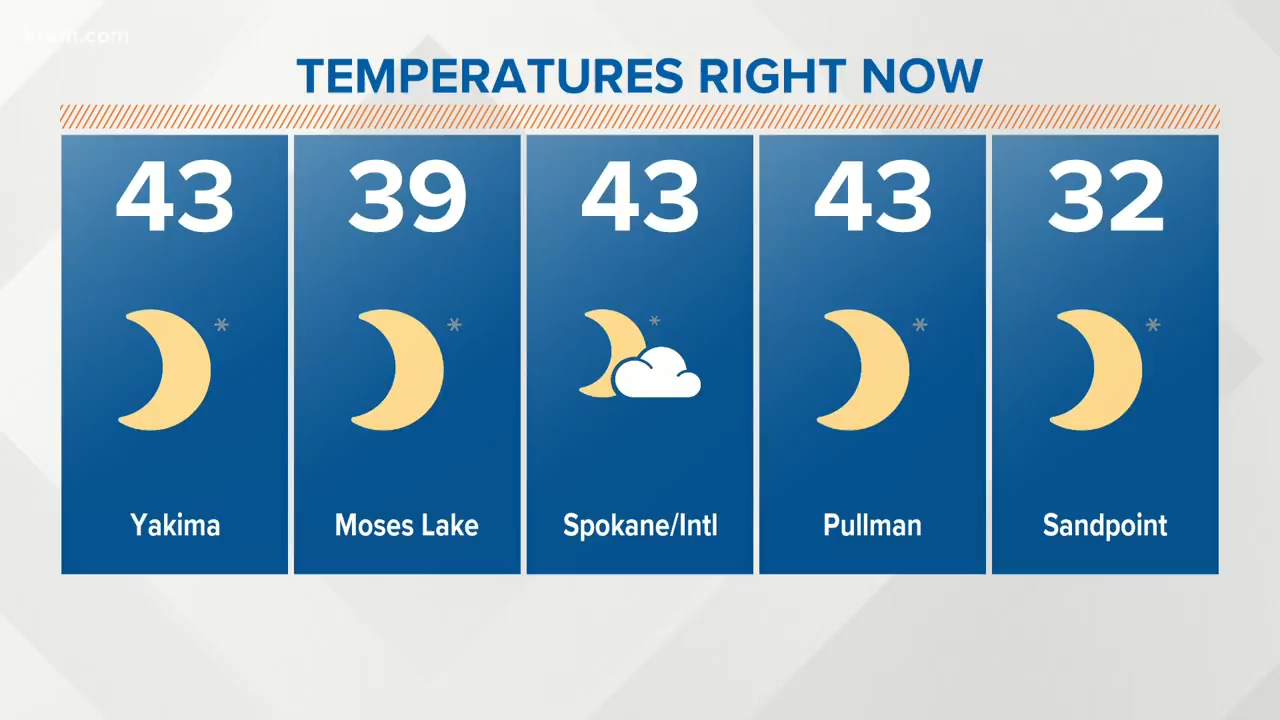 krem.com
TEMPERATURES RIGHT NOW
43 39 43 43 32
Yakima Moses Lake Spokane/Intl Pullman Sandpoint